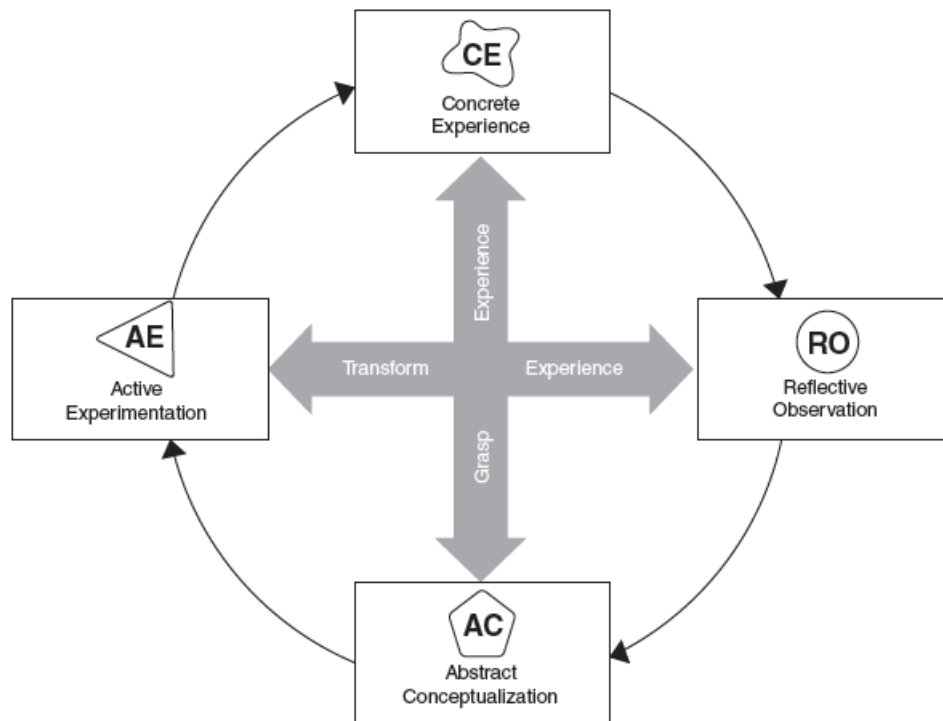 CE
Concrete
Experience
Experience
AE
Active
Experimentation
Transform
Experience
RO
Reflective
Observation
Grasp
AC
Abstract
Conceptualization